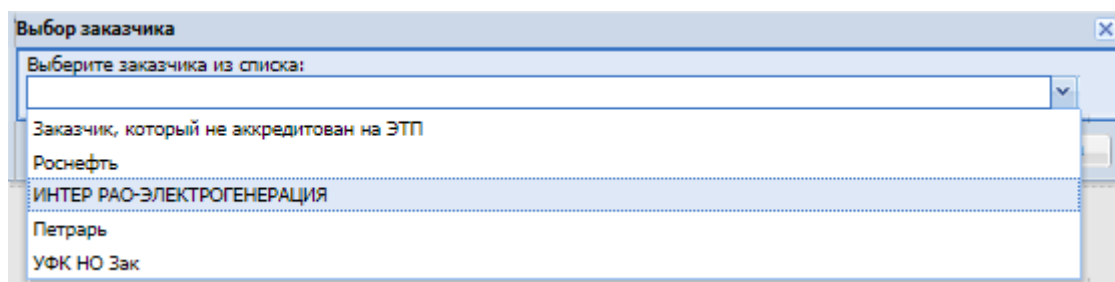 Выбор заказчика
Выберите заказчика из списка:
Заказчик, который не аккредитован на ЭТП
Роснефть
ИНТЕР РАО-ЭЛЕКТРОГЕНЕРАЦИЯ
Петрарь
УФК НО Зак